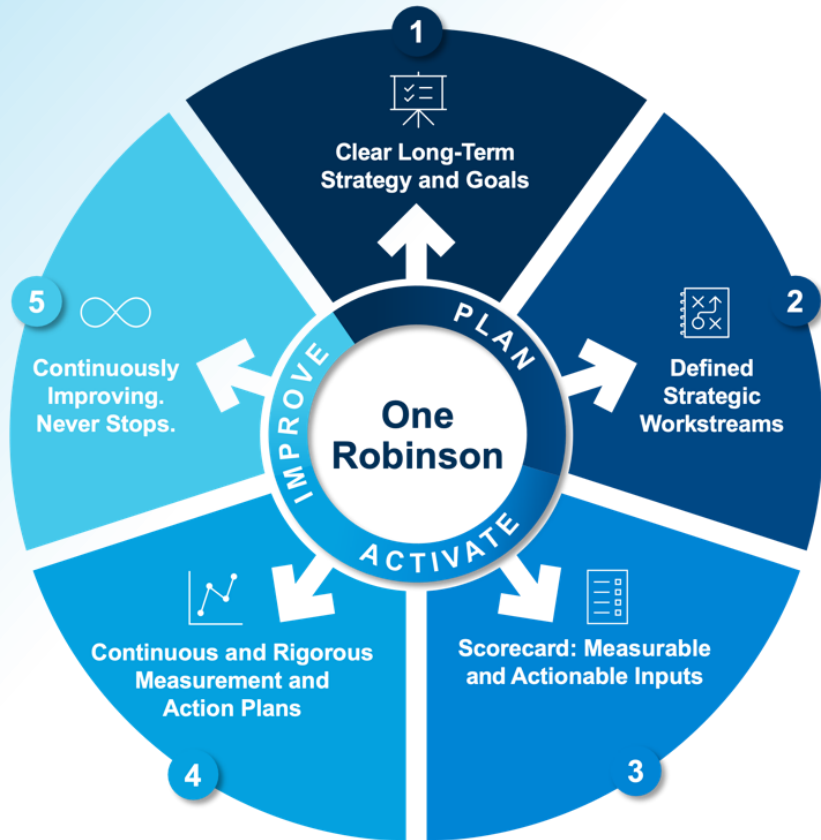 1
Clear Long-Term
Strategy and Goals
2
Defined
Strategic
Workstreams
3
Scorecard: Measurable
and Actionable Inputs
4
Continuous and Rigorous
Measurement and
Action Plans
5
Continuously
Improving.
Never Stops.
PLAN
ACTIVATE
IMPROVE
One
Robinson